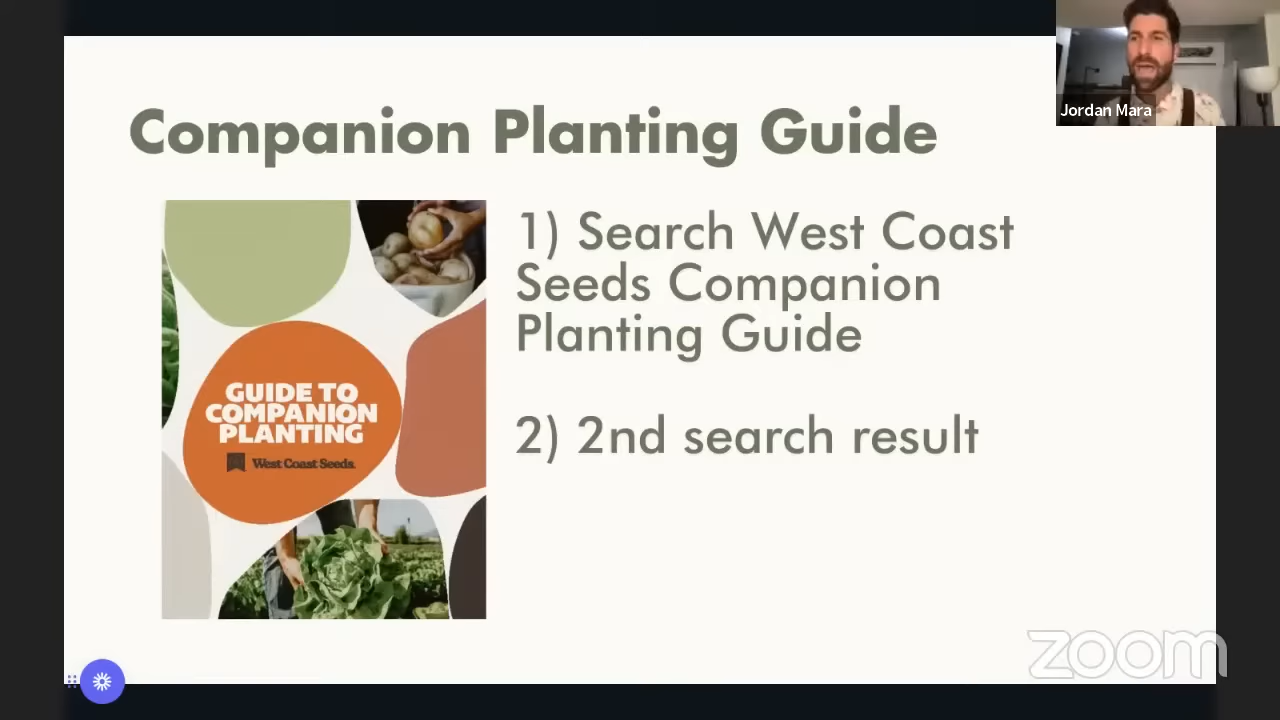 Jordan Mara
Companion Planting Guide
GUIDE TO
COMPANION
PLANTING
West Coast Seeds.
1) Search West Coast
Seeds Companion
Planting Guide
2) 2nd search result
zoom